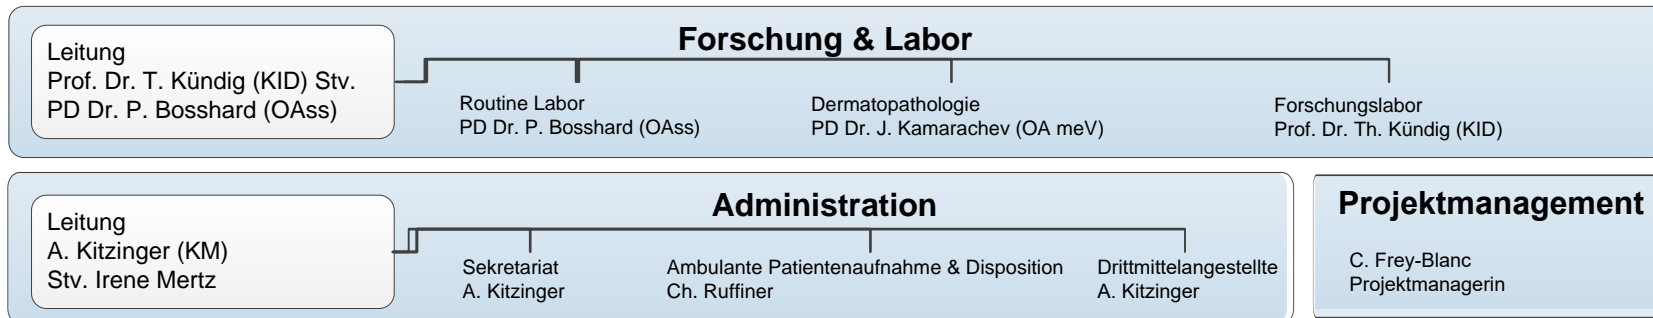 Forschung & Labor
Leitung
Prof. Dr. T. Kündig (KID) Stv.
PD Dr. P. Bosshard (OAss)
Routine Labor
PD Dr. P. Bosshard (OAss)
Dermatopathologie
PD Dr. J. Kamarachev (OA meV)
Forschungslabor
Prof. Dr. Th. Kündig (KID)
Administration
Leitung
A. Kitzinger (KM)
Stv. Irene Mertz
Sekretariat
A. Kitzinger
Ambulante Patientenaufnahme & Disposition
Ch. Ruffiner
Drittmittelangestellte
A. Kitzinger
Projektmanagement
C. Frey-Blanc
Projektmanagerin